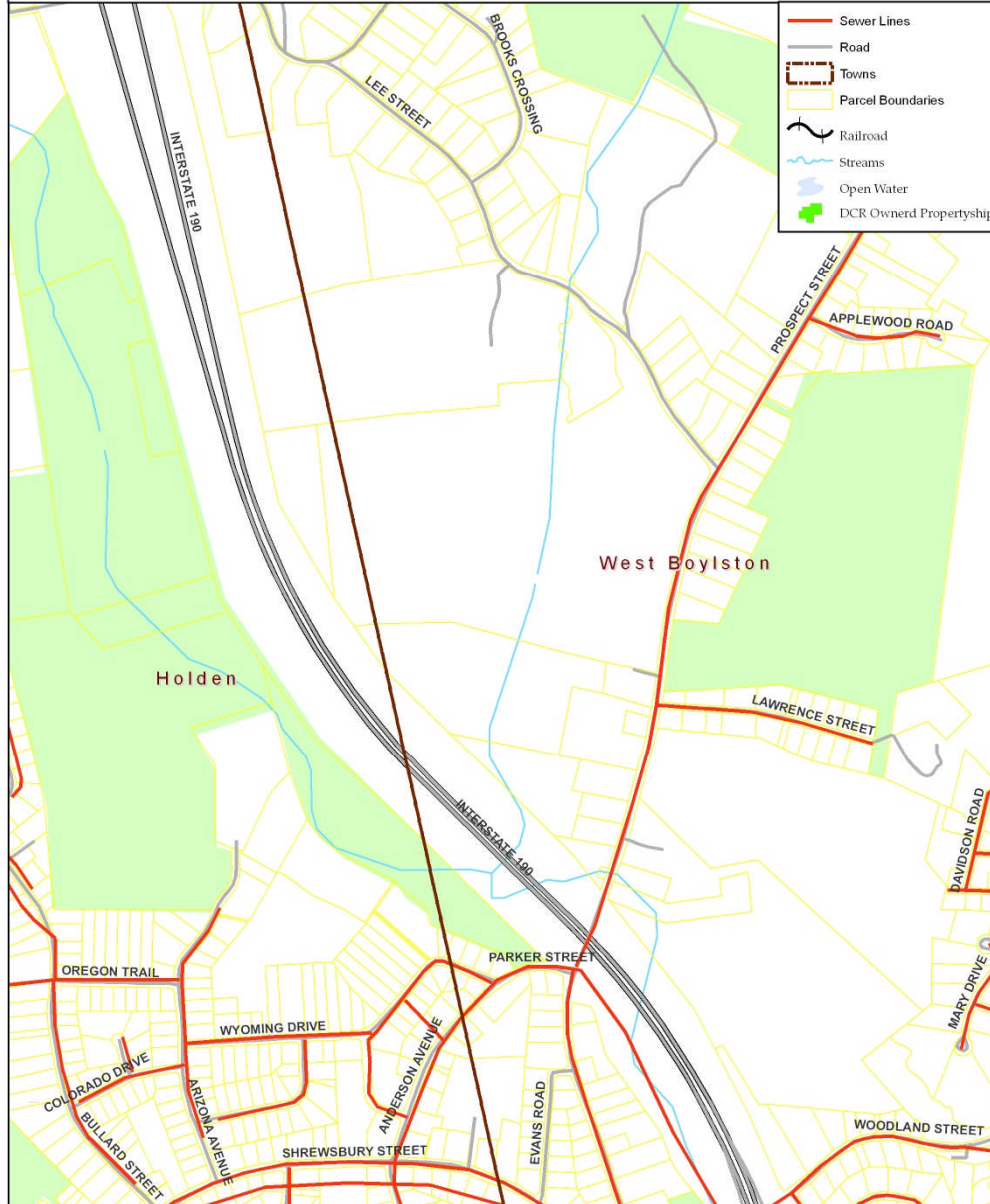 Sewer Lines
Road
Towns
Parcel Boundaries
Railroad
Streams
Open Water
DCR Ownerd Propertyship
BROOKS CROSSING
LEE STREET
INTERSTATE 190
PROSPECT STREET
APPLEWOOD ROAD
West Boylston
Holden
LAWRENCE STREET
INTERSTATE 190
DAVIDSON ROAD
PARKER STREET
OREGON TRAIL
MARY DRIVE
WYOMING DRIVE
ANDERSON AVENUE
COLORADO DRIVE
ARIZONA AVENUE
BULLARD STREET
EVANS ROAD
WOODLAND STREET
SHREWSBURY STREET